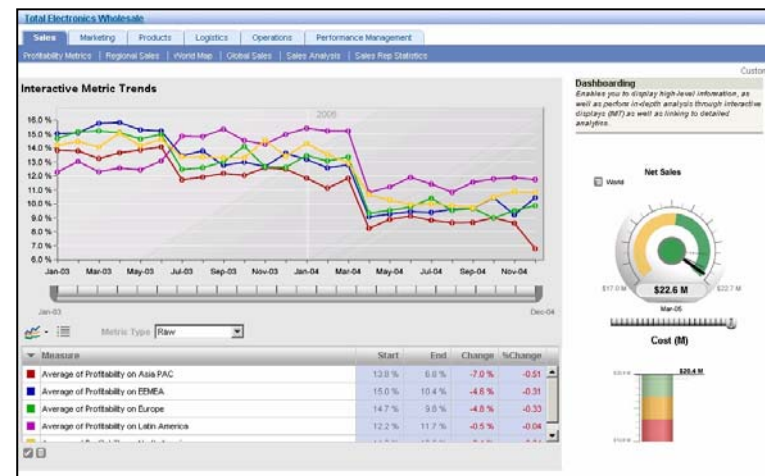 Total Electronics Wholesale
Sales Marketing Products Logistics Operations Performance Management
Profitability Metrics | Regional Sales | World Map | Global Sales | Sales Analysis | Sales Rep Statistics
Custom
Interactive Metric Trends
2005
16.0 %
15.0 %
14.0 %
13.0 %
12.0 %
11.0 %
10.0 %
9.0 %
8.0 %
7.0 %
6.0 %
Jan-03 Mar-03 May-03 Jul-03 Sep-03 Nov-03 Jan-04 Mar-04 May-04 Jul-04 Sep-04 Nov-04
Jan-03 Dec-04
Metric Type Raw
Measure Start End Change %Change
Average of Profitability on Asia PAC 13.8 % 6.8 % -7.0 % -0.51
Average of Profitability on EEMEA 15.0 % 10.4 % -4.6 % -0.31
Average of Profitability on Europe 14.7 % 9.8 % -4.8 % -0.33
Average of Profitability on Latin America 12.2 % 11.7 % -0.5 % -0.04
Dashboarding
Enables you to display high-level information, as
well as perform in-depth analysis through interactive
displays (IMT) as well as linking to detailed
analytics.
Net Sales
World
$17.0 M $22.6 M $22.7 M
Mar-05
Cost (M)
$20.4 M